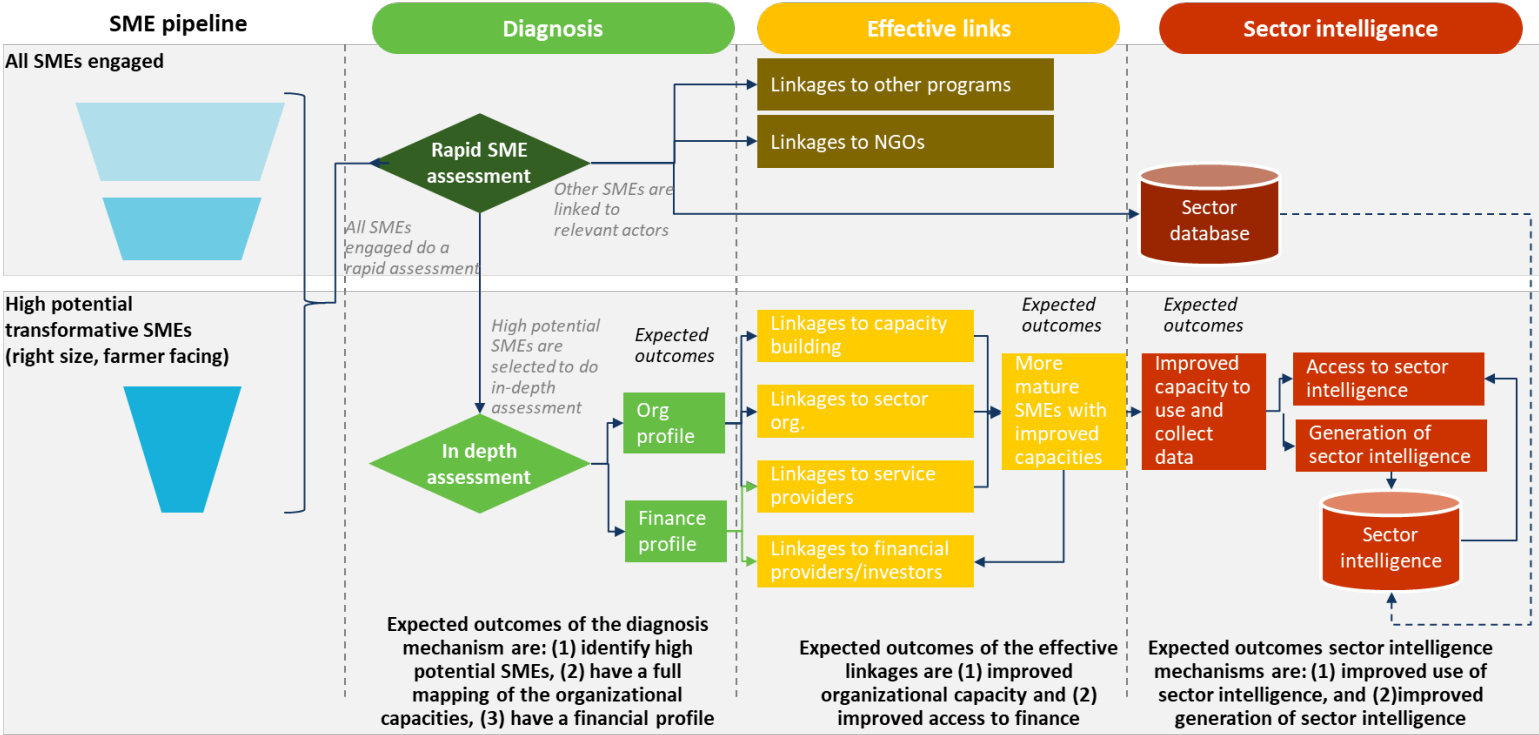 SME pipeline
Diagnosis
Effective links
Sector intelligence
All SMEs engaged
Linkages to other programs
Linkages to NGOs
Rapid SME
assessment
Other SMEs are
linked to
relevant actors
All SMEs
engaged do a
rapid assessment
Sector
database
High potential
transformative SMEs
(right size, farmer facing)
High potential
SMEs are
selected to do
in-depth
assessment
Expected
outcomes
In depth
assessment
Org
profile
Finance
profile
Linkages to capacity
building
Linkages to sector
org.
Linkages to service
providers
Linkages to financial
providers/investors
Expected
outcomes
More
mature
SMEs with
improved
capacities
Expected
outcomes
Improved
capacity to
use and
collect
data
Access to sector
intelligence
Generation of
sector intelligence
Sector
intelligence
Expected outcomes of the diagnosis
mechanism are: (1) identify high
potential SMEs, (2) have a full
mapping of the organizational
capacities, (3) have a financial profile
Expected outcomes of the effective
linkages are (1) improved
organizational capacity and (2)
improved access to finance
Expected outcomes sector intelligence
mechanisms are: (1) improved use of
sector intelligence, and (2)improved
generation of sector intelligence